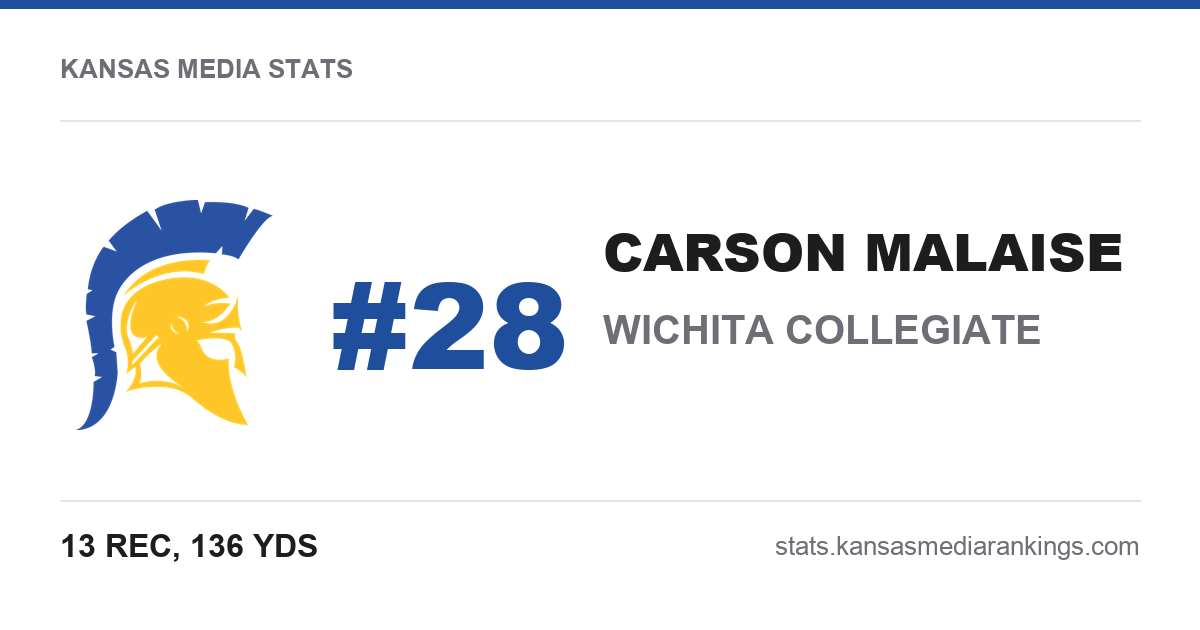 KANSAS MEDIA STATS
#28
CARSON MALAISE
WICHITA COLLEGIATE
13 REC, 136 YDS
stats.kansasmediarankings.com